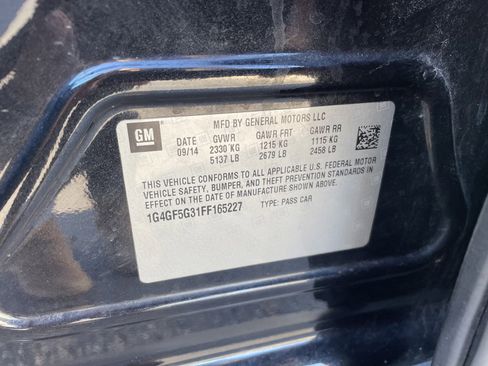 MFD BY GENERAL MOTORS LLC
GM
DATE GVWR GAWR FRT GAWR RR
09/14 2330 KG 1215 KG 1115 KG
5137 LB 2679 LB 2458 LB
THIS VEHICLE CONFORMS TO ALL APPLICABLE U.S. FEDERAL MOTOR
VEHICLE SAFETY, BUMPER, AND THEFT PREVENTION STANDARDS IN
EFFECT ON THE DATE OF MANUFACTURE SHOWN ABOVE.
1G4GF5G31FF165227 TYPE: PASS CAR